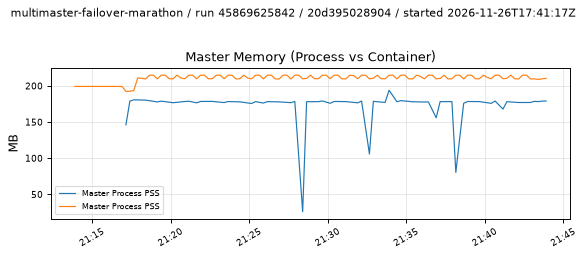 multimaster-failover-marathon / run 45869625842 / 20d395028904 / started 2026-11-26T17:41:17Z
Master Memory (Process vs Container)
MB
200
150
100
50
Master Process PSS
Master Process PSS
21:15
21:20
21:25
21:30
21:35
21:40
21:45